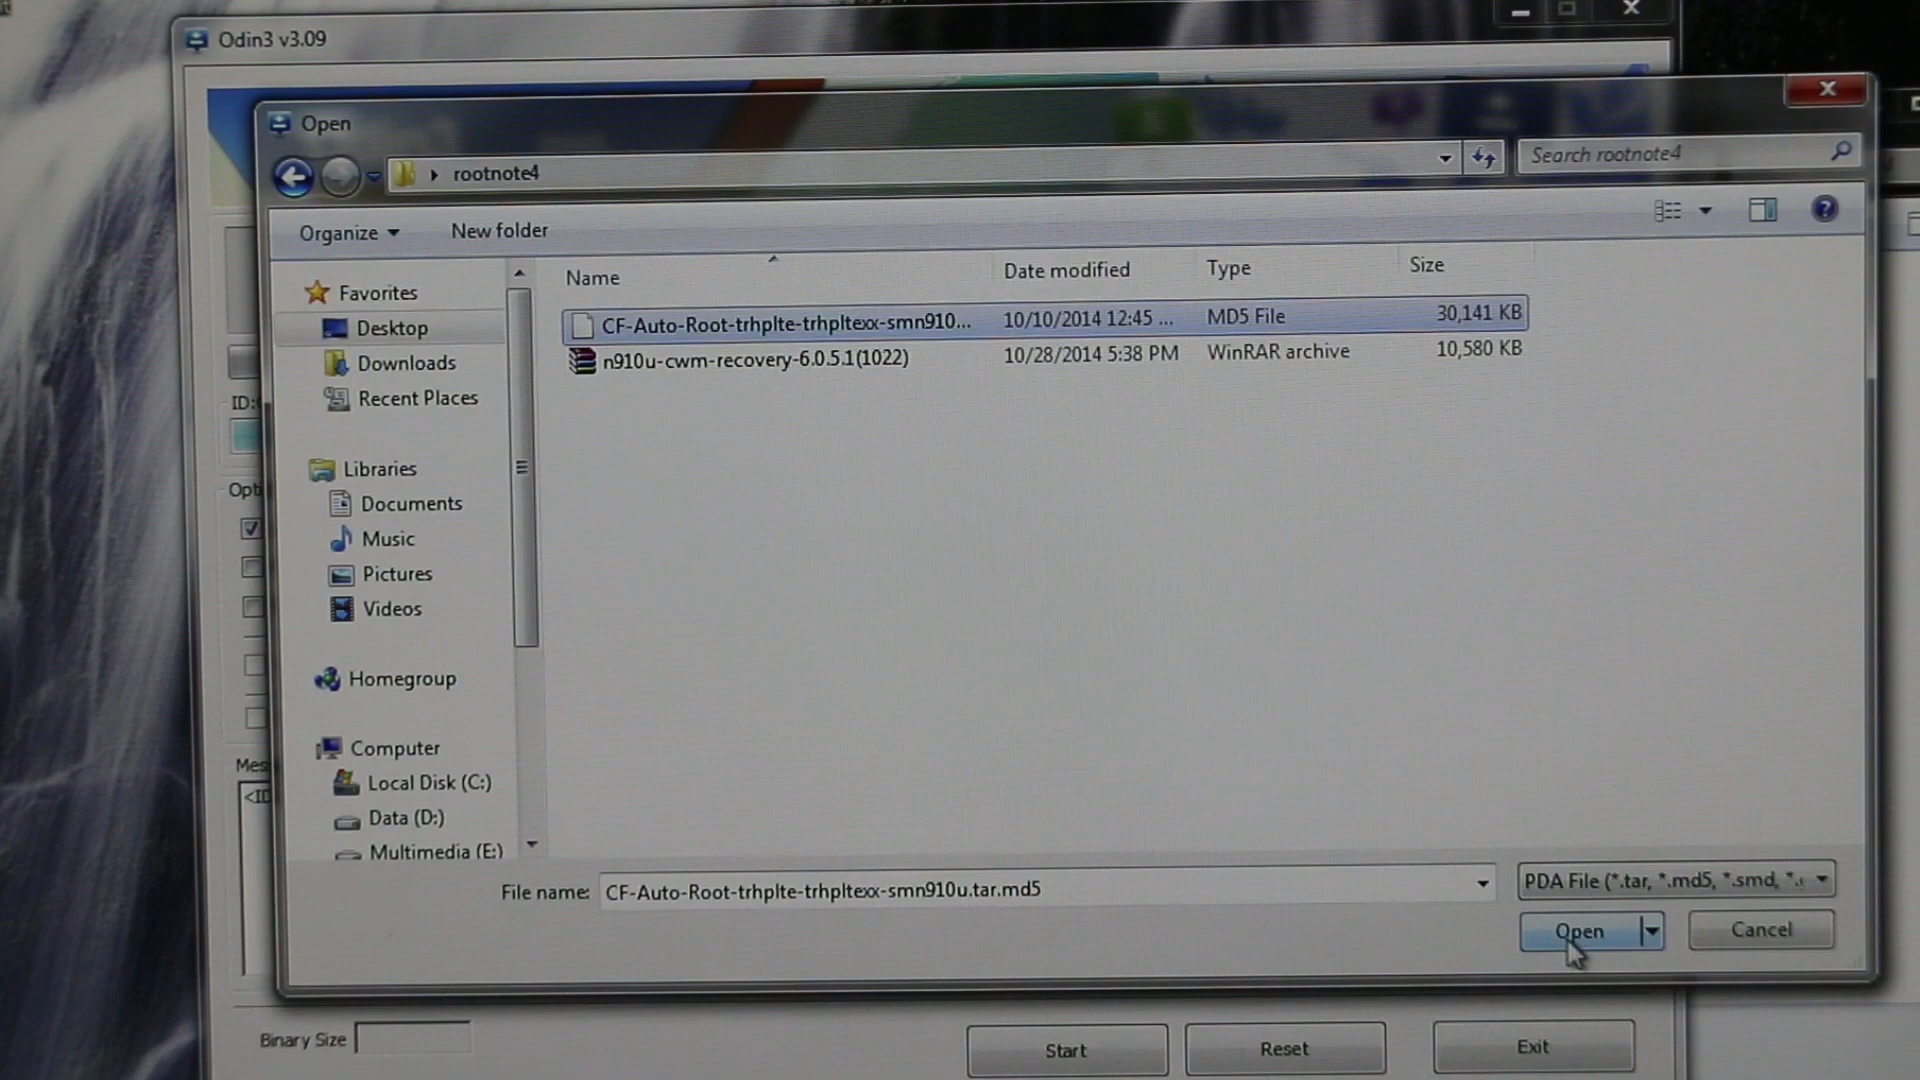 Odin3 v3.09
Open
rootnote4
Search rootnote4
Organize
New folder
Name
Date modified
Type
Size
Favorites
Desktop
Downloads
Recent Places
Libraries
Documents
Music
Pictures
Videos
Homegroup
Computer
Local Disk (C:)
Data (D:)
Multimedia (E:)
CF-Auto-Root-trhplte-trhpltexx-smn910... 10/10/2014 12:45 ... MD5 File 30,141 KB
n910u-cwm-recovery-6.0.5.1(1022) 10/28/2014 5:38 PM WinRAR archive 10,580 KB
ID:
Opti
Mes
<ID
File name: CF-Auto-Root-trhplte-trhpltexx-smn910u.tar.md5
PDA File (*.tar, *.md5, *.smd, *.
Open
Cancel
Binary Size
Start
Reset
Exit